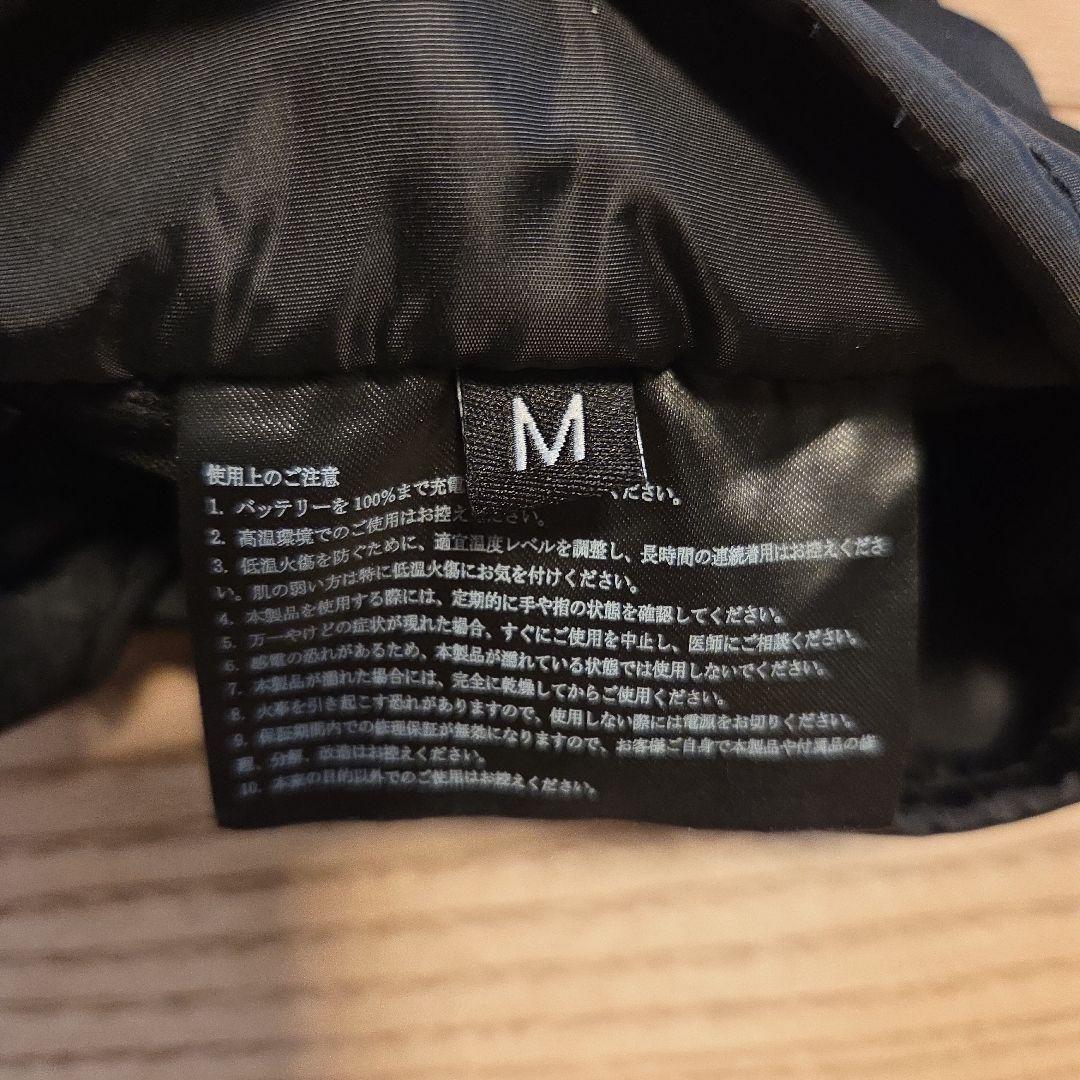 M
使用上のご注意
1. バッテリーを100%まで充電 ください。
2. 高温環境でのご使用はお控えください。
3. 低温火傷を防ぐために、適宜温度レベルを調整し、長時間の連続着用はお控えくださ
い。肌の弱い方は特に低温火傷にお気を付けください。
4. 本製品を使用する際には、定期的に手や指の状態を確認してください。
5. 万一やけどの症状が現れた場合、すぐにご使用を中止し、医師にご相談ください。
6. 感電の恐れがあるため、本製品が濡れている状態では使用しないでください。
7. 本製品が濡れた場合には、完全に乾燥してからご使用ください。
8. 火事を引き起こす恐れがありますので、使用しない際には電源をお切りください。
9. 保証期間内での修理保証が無効になりますので、お客様ご自身で本製品や付属品の修
理、分解、改造はお控えください。
10. 本来の目的以外でのご使用はお控えください。